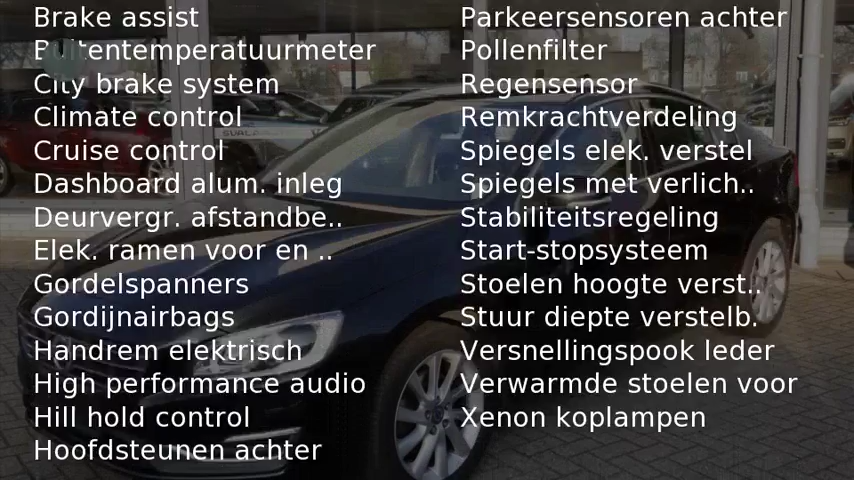 Brake assist
Buitentemperatuurmeter
City brake system
Climate control
Cruise control
Dashboard alum. inleg
Deurvergr. afstandbe..
Elek. ramen voor en ..
Gordelspanners
Gordijnairbags
Handrem elektrisch
High performance audio
Hill hold control
Hoofdsteunen achter
Parkeersensoren achter
Pollenfilter
Regensensor
Remkrachtverdeling
Spiegels elek. verstel
Spiegels met verlich..
Stabiliteitsregeling
Start-stopsysteem
Stoelen hoogte verst..
Stuur diepte verstelb.
Versnellingspook leder
Verwarmde stoelen voor
Xenon koplampen